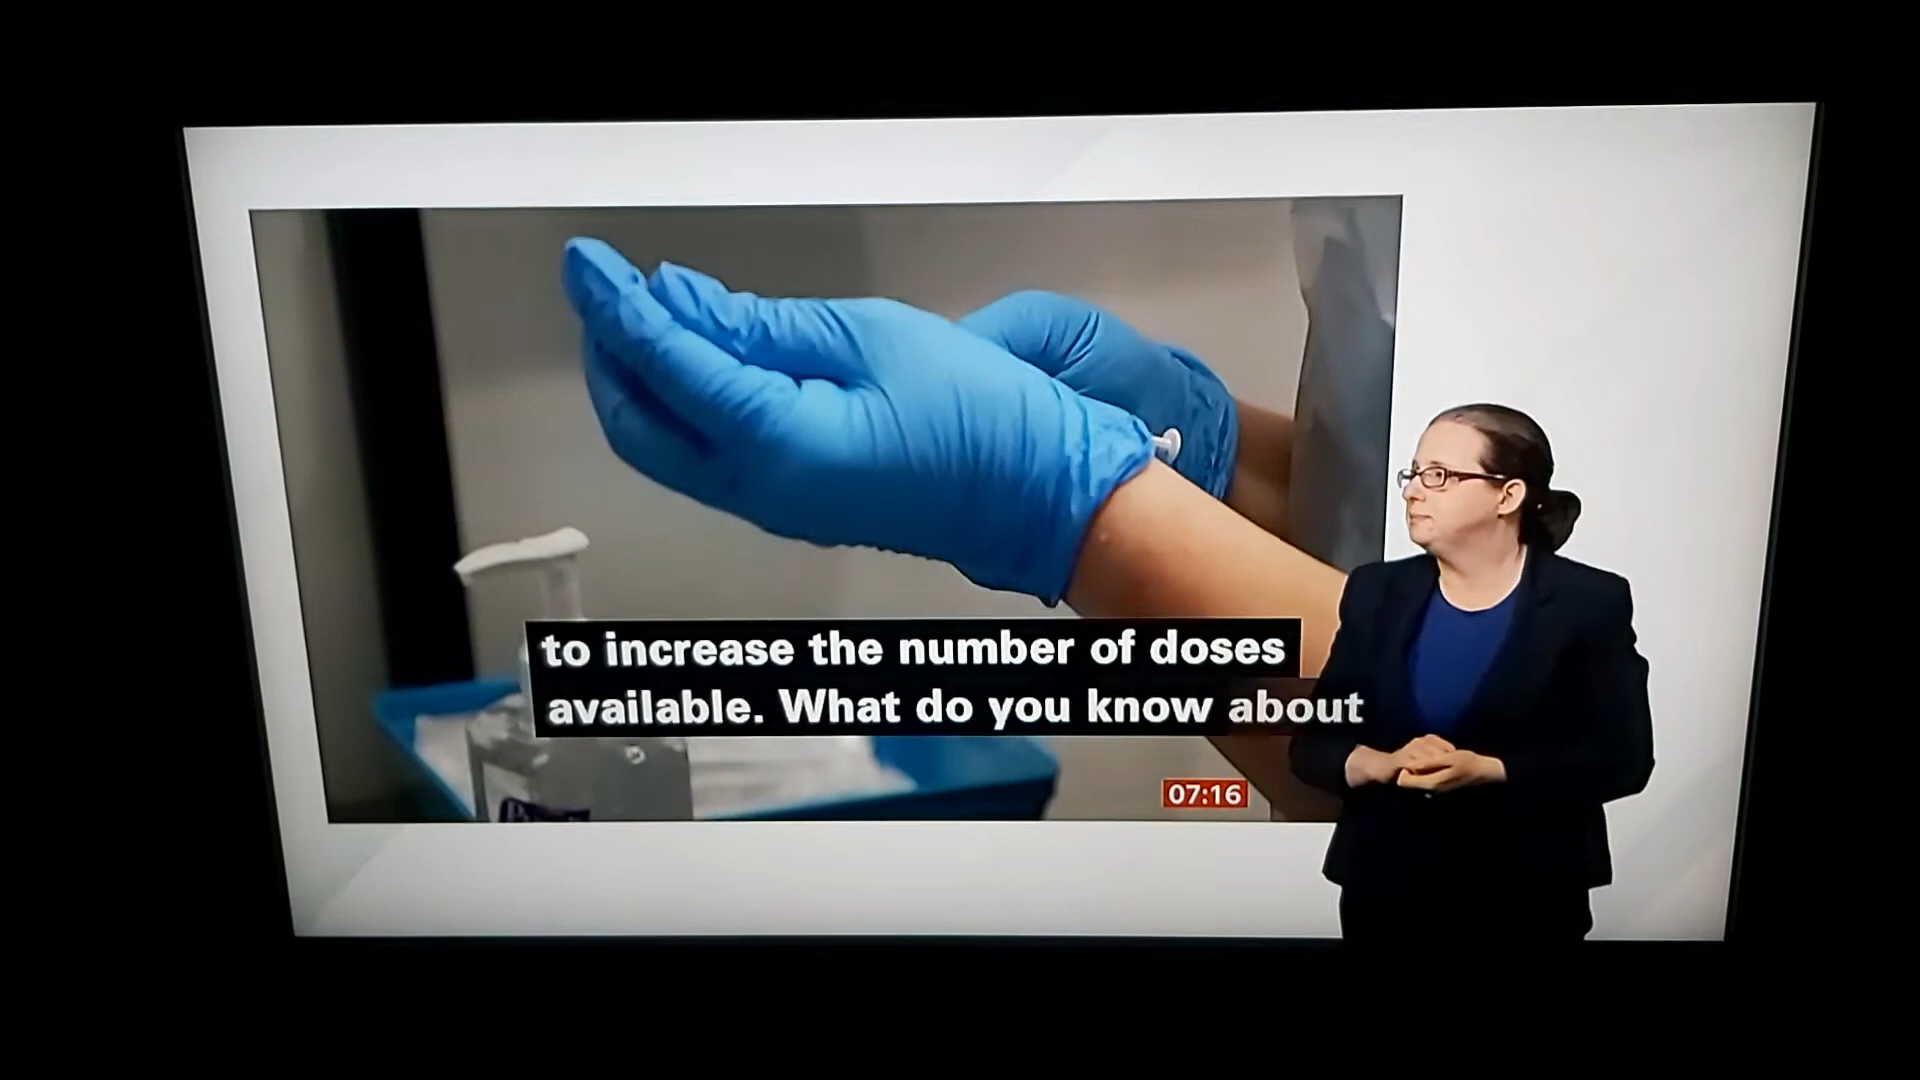 to increase the number of doses
available. What do you know about
07:16